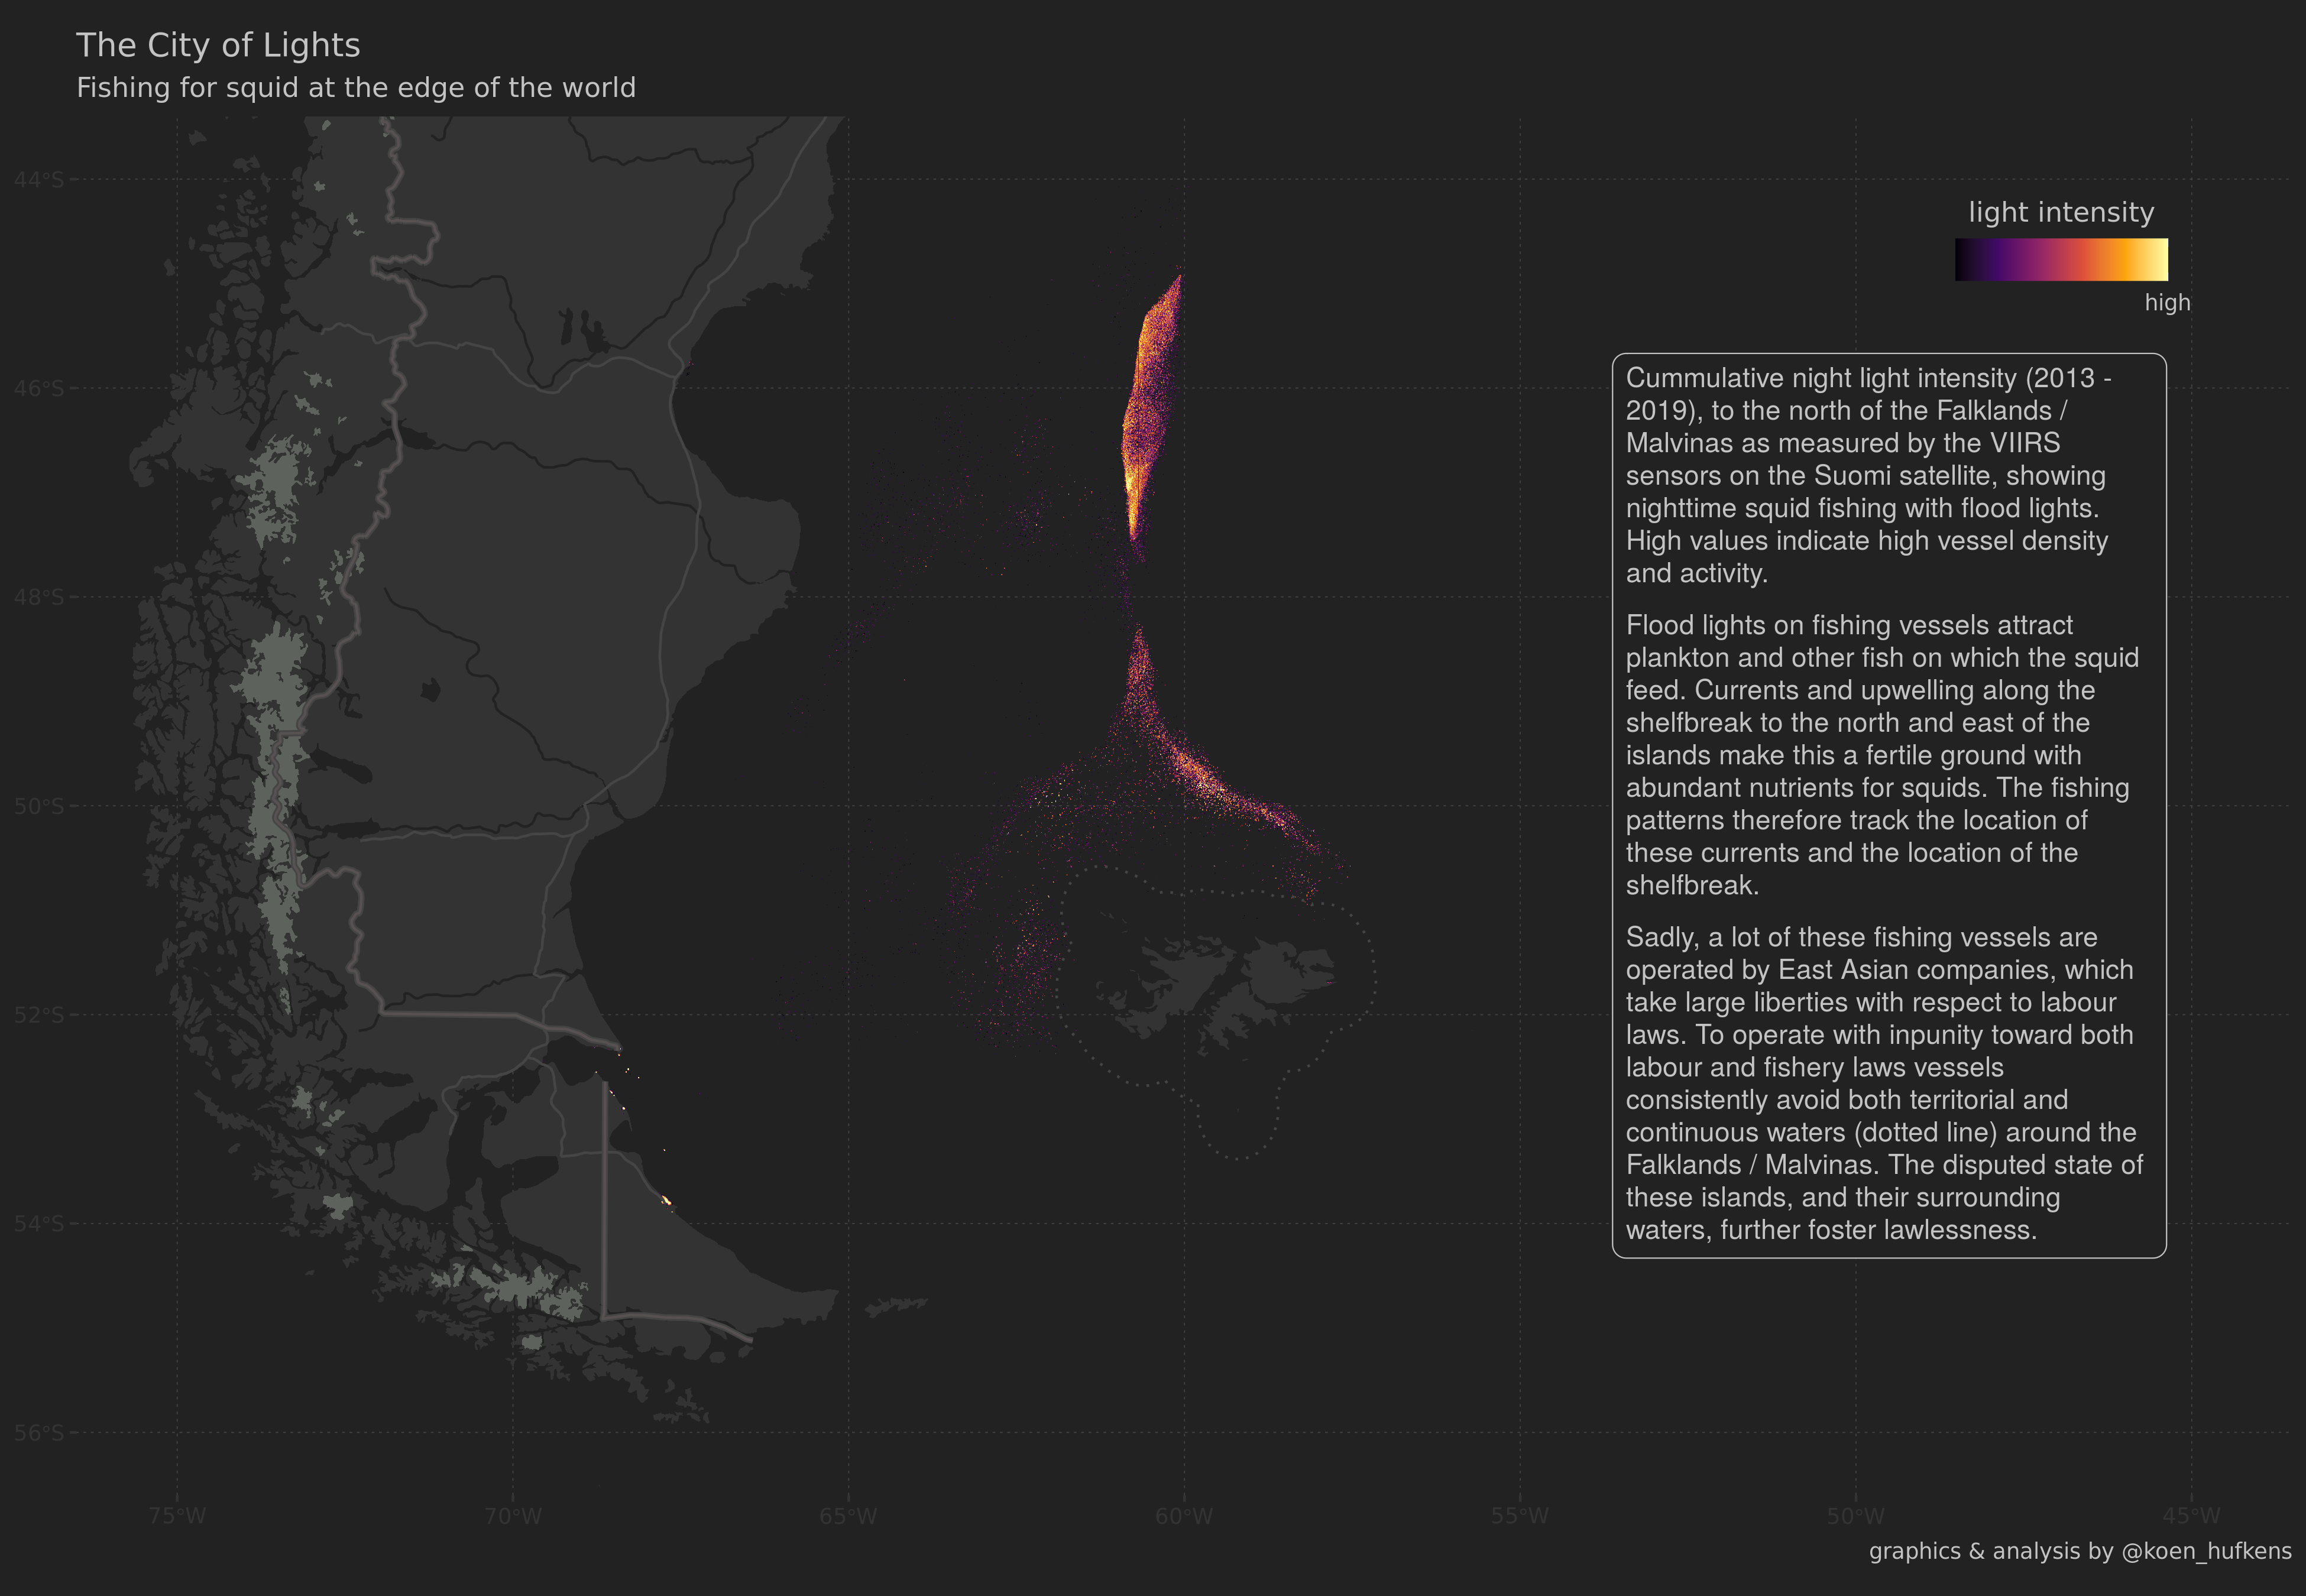 The City of Lights
Fishing for squid at the edge of the world
44°S
46°S
48°S
50°S
52°S
54°S
56°S
75°W
70°W
65°W
60°W
55°W
50°W
45°W
light intensity
high
Cummulative night light intensity (2013 -
2019), to the north of the Falklands /
Malvinas as measured by the VIIRS
sensors on the Suomi satellite, showing
nighttime squid fishing with flood lights.
High values indicate high vessel density
and activity.
Flood lights on fishing vessels attract
plankton and other fish on which the squid
feed. Currents and upwelling along the
shelfbreak to the north and east of the
islands make this a fertile ground with
abundant nutrients for squids. The fishing
patterns therefore track the location of
these currents and the location of the
shelfbreak.
Sadly, a lot of these fishing vessels are
operated by East Asian companies, which
take large liberties with respect to labour
laws. To operate with inpunity toward both
labour and fishery laws vessels
consistently avoid both territorial and
continuous waters (dotted line) around the
Falklands / Malvinas. The disputed state of
these islands, and their surrounding
waters, further foster lawlessness.
graphics & analysis by @koen_hufkens